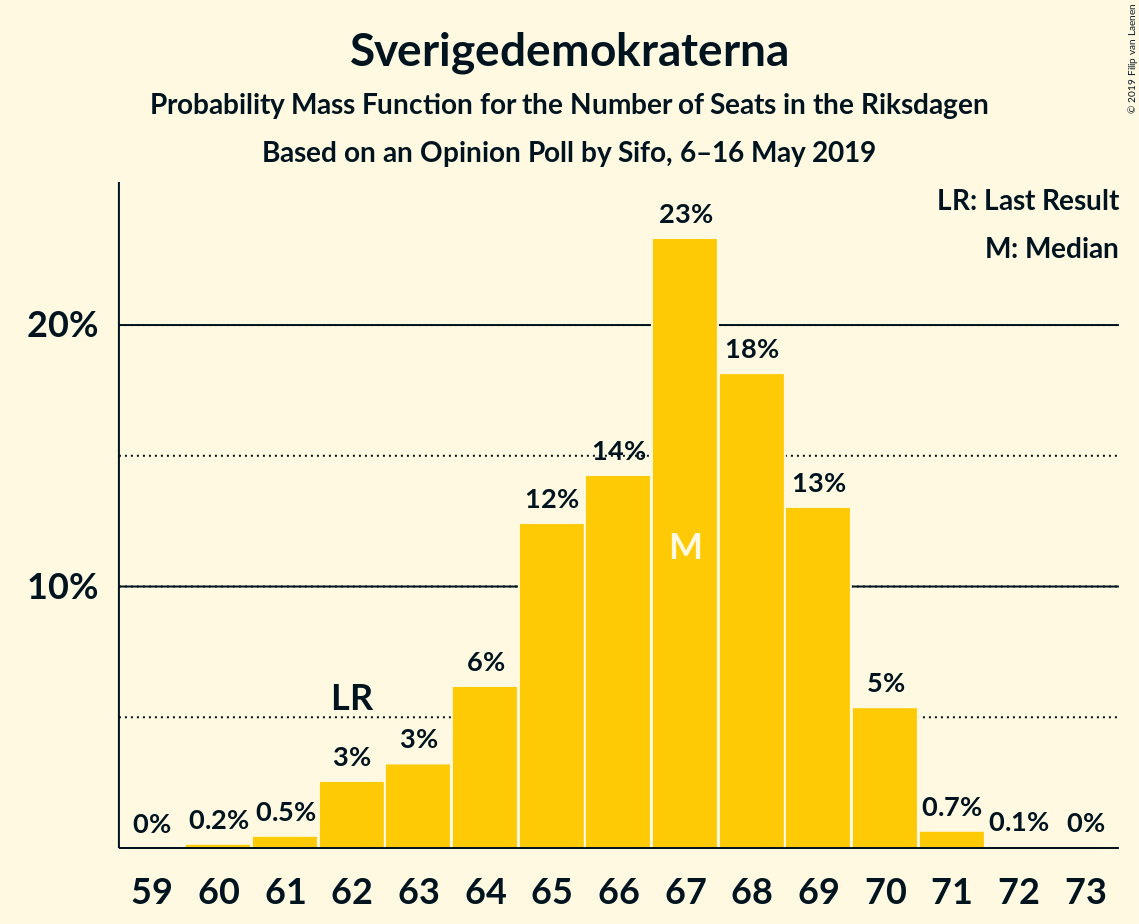 Sverigedemokraterna
Probability Mass Function for the Number of Seats in the Riksdagen
Based on an Opinion Poll by Sifo, 6–16 May 2019
© 2019 Filip van Laenen
LR: Last Result
M: Median
23%
20%
18%
14%
13%
12%
M
10%
6%
5%
LR
3%
3%
0.7%
0.5%
0.2%
0.1%
0%
0%
59 60 61 62 63 64 65 66 67 68 69 70 71 72 73